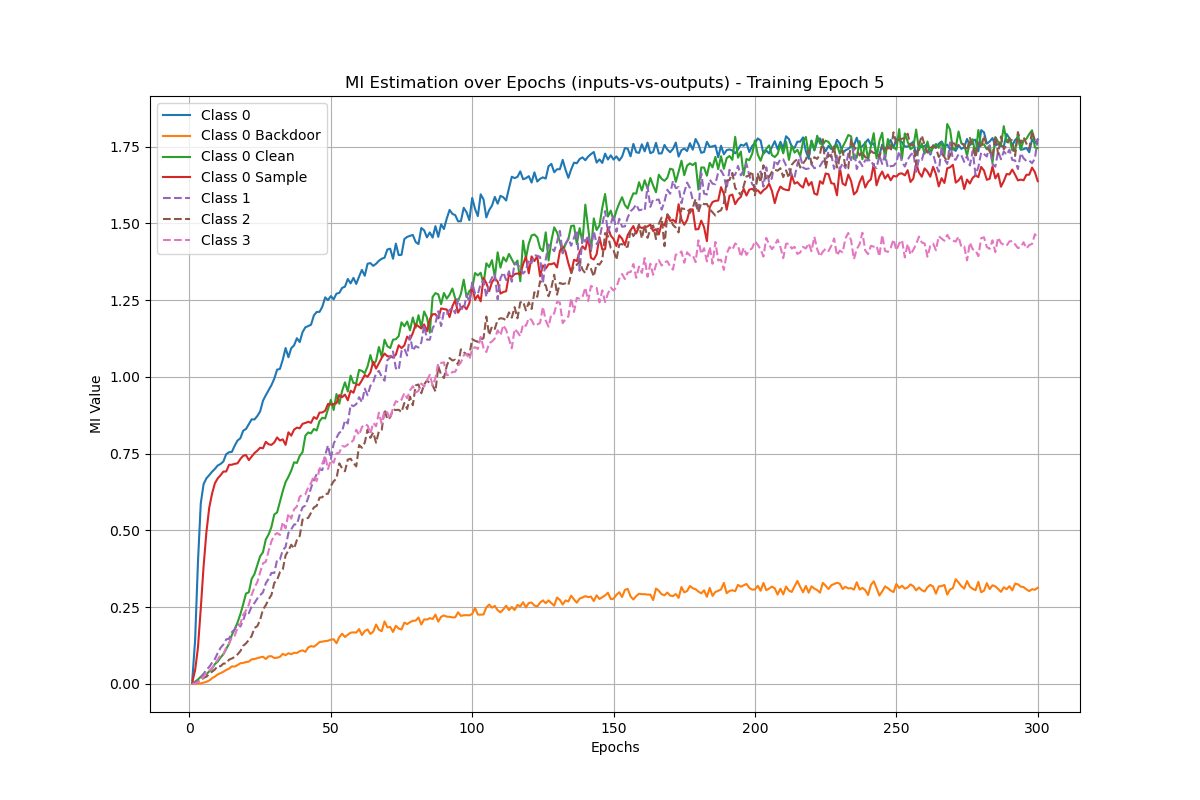 MI Estimation over Epochs (inputs-vs-outputs) - Training Epoch 5
Class 0
Class 0 Backdoor
Class 0 Clean
Class 0 Sample
Class 1
Class 2
Class 3
1.75
1.50
1.25
1.00
0.75
0.50
0.25
0.00
MI Value
0 50 100 150 200 250 300
Epochs